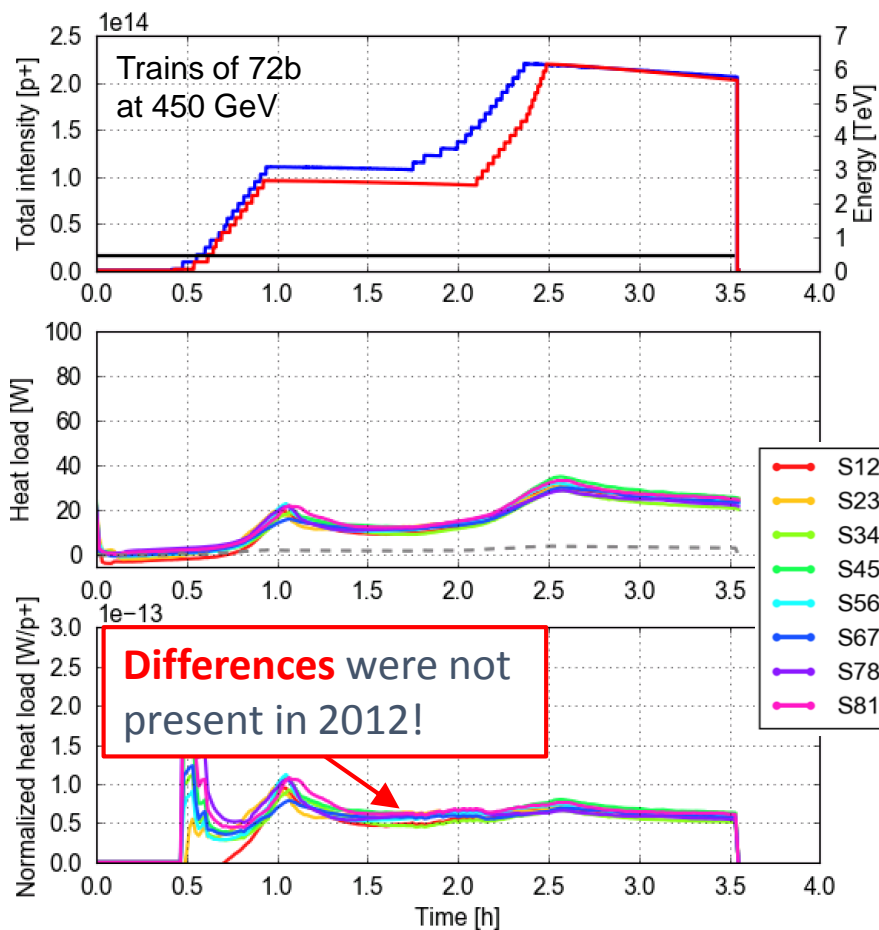 1e14
Trains of 72b
at 450 GeV
Total intensity [p+]
2.5
2.0
1.5
1.0
0.5
0.0
7
6
5
4
3
2
1
0
Energy [TeV]
0.0 0.5 1.0 1.5 2.0 2.5 3.0 3.5 4.0
Heat load [W]
100
80
60
40
20
0
0.0 0.5 1.0 1.5 2.0 2.5 3.0 3.5 4.0
S12
S23
S34
S45
S56
S67
S78
S81
1e−13
Normalized heat load [W/p+]
3.0
2.5
2.0
1.5
1.0
0.5
0.0
Differences were not
present in 2012!
0.0 0.5 1.0 1.5 2.0 2.5 3.0 3.5 4.0
Time [h]